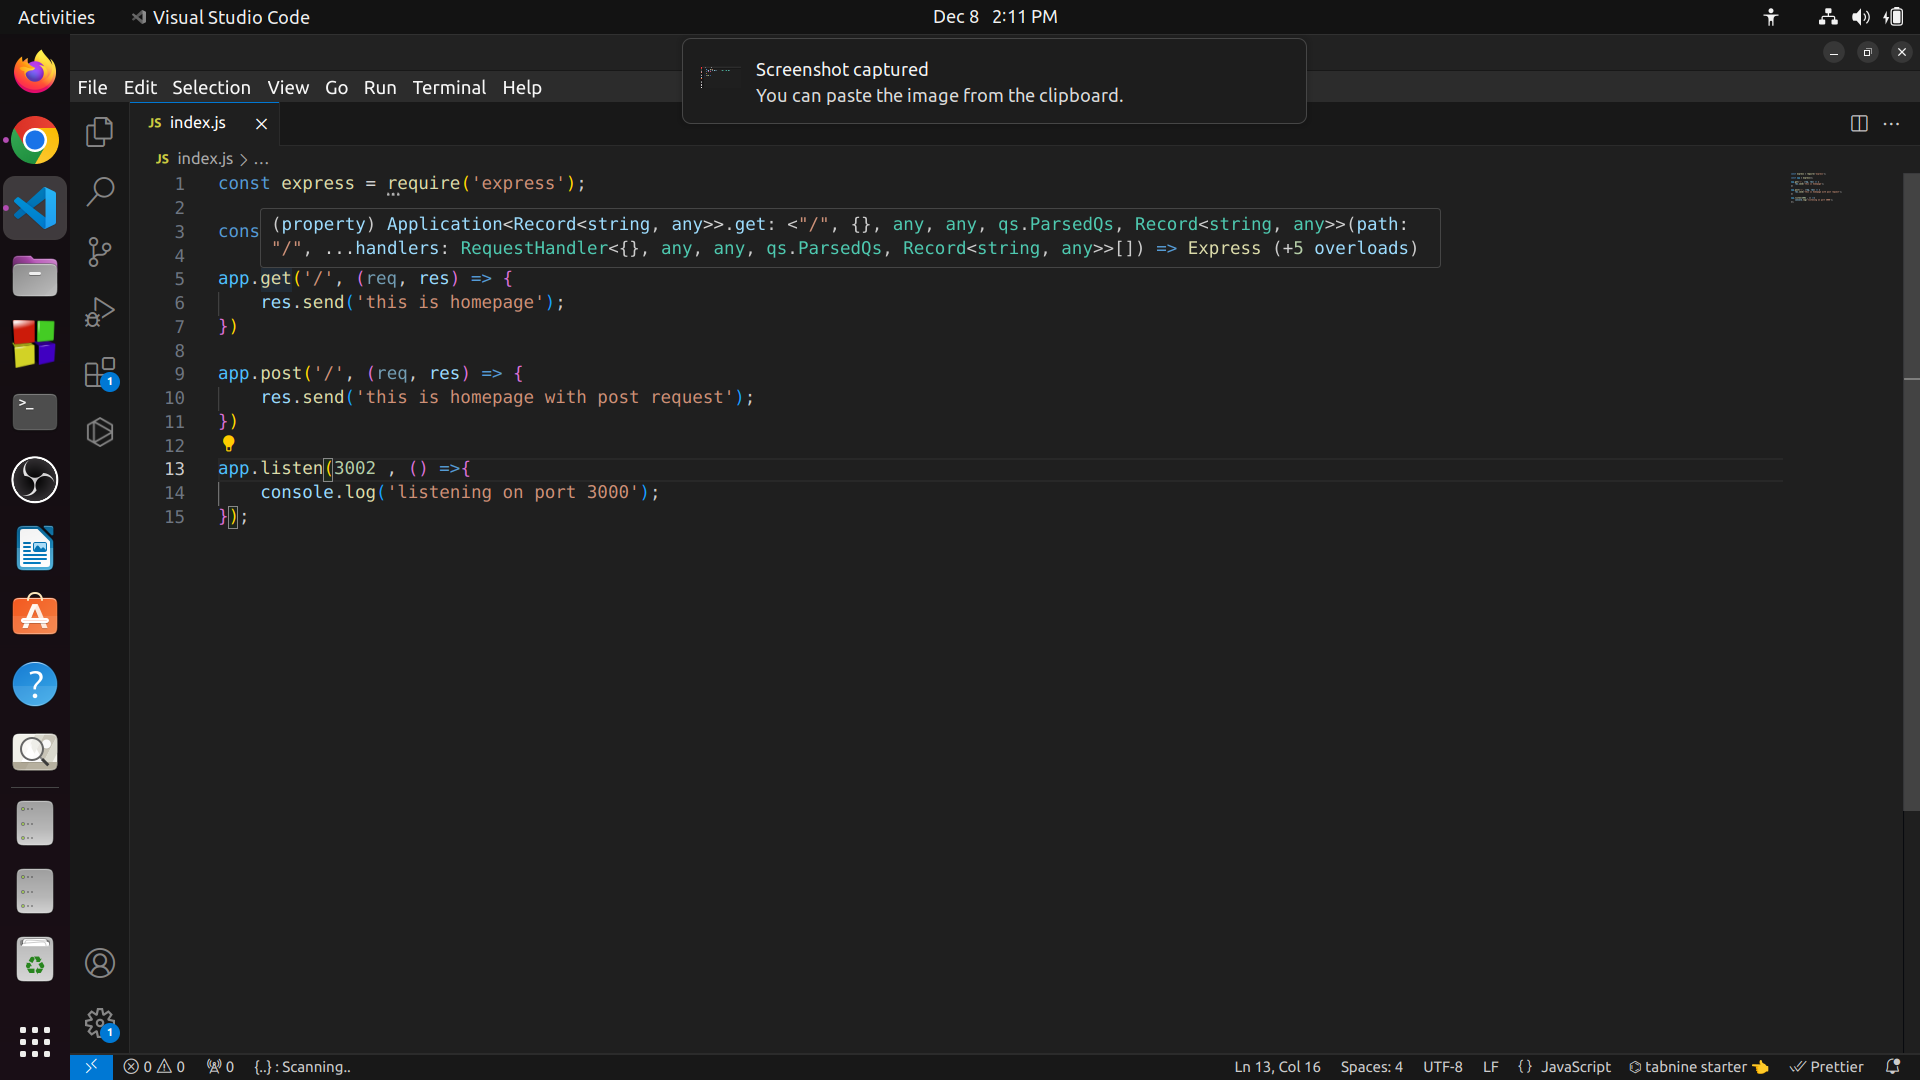 Activities
Visual Studio Code
Dec 8 2:11 PM
Screenshot captured
You can paste the image from the clipboard.
File Edit Selection View Go Run Terminal Help
JS index.js
JS index.js > ...
1 const express = require('express');
2
3 cons
(property) Application<Record<string, any>>.get: <"/", {}, any, any, qs.ParsedQs, Record<string, any>>(path:
"/", ...handlers: RequestHandler<{}, any, any, qs.ParsedQs, Record<string, any>>[]) => Express (+5 overloads)
4
5 app.get('/', (req, res) => {
6 res.send('this is homepage');
7 })
8
9 app.post('/', (req, res) => {
10 res.send('this is homepage with post request');
11 })
12
13 app.listen(3002 , () =>{
14 console.log('listening on port 3000');
15 });
1
1
0 0 0 {..} : Scanning..
Ln 13, Col 16 Spaces: 4 UTF-8 LF {} JavaScript tabnine starter Prettier